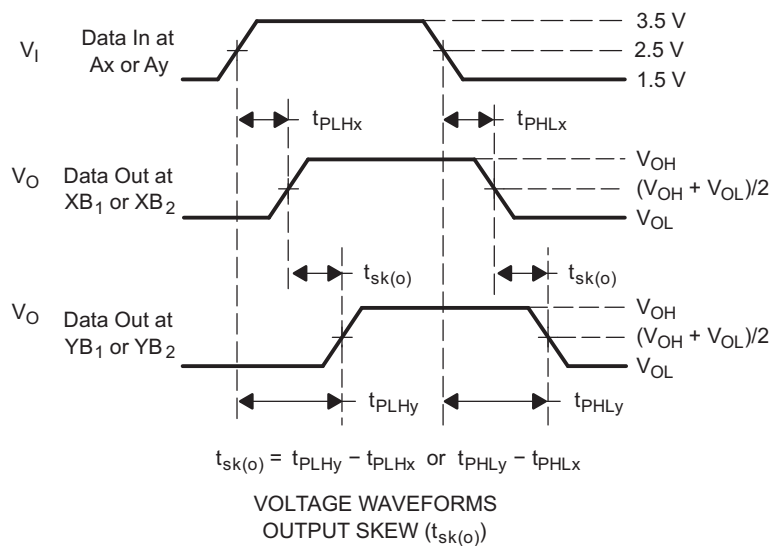 V_I
Data In at
Ax or Ay
3.5 V
2.5 V
1.5 V
t_PLHx
t_PHLx
V_O
Data Out at
XB_1 or XB_2
V_OH
(V_OH + V_OL)/2
V_OL
t_sk(o)
t_sk(o)
V_O
Data Out at
YB_1 or YB_2
V_OH
(V_OH + V_OL)/2
V_OL
t_PLHy
t_PHLy
t_sk(o) = t_PLHy − t_PLHx or t_PHLy − t_PHLx
VOLTAGE WAVEFORMS
OUTPUT SKEW (t_sk(o))